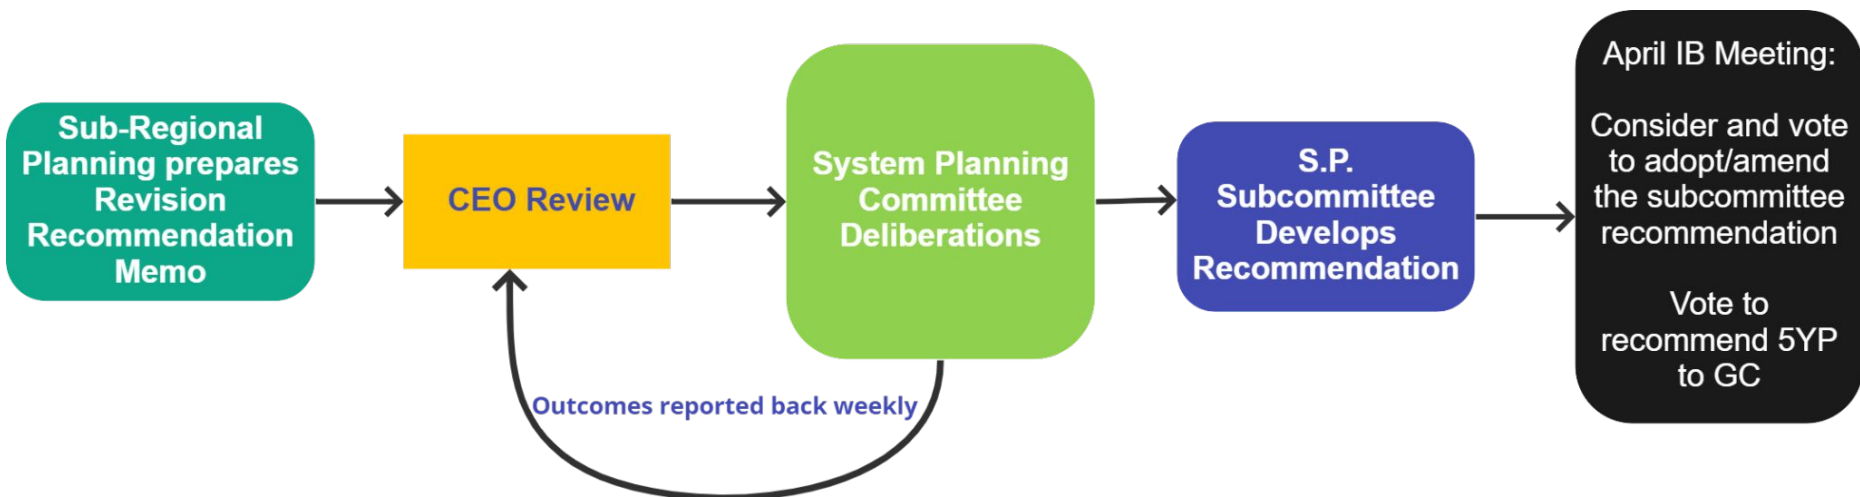 Sub-Regional
Planning prepares
Revision
Recommendation
Memo
CEO Review
System Planning
Committee
Deliberations
Outcomes reported back weekly
S.P.
Subcommittee
Develops
Recommendation
April IB Meeting:
Consider and vote
to adopt/amend
the subcommittee
recommendation
Vote to
recommend 5YP
to GC